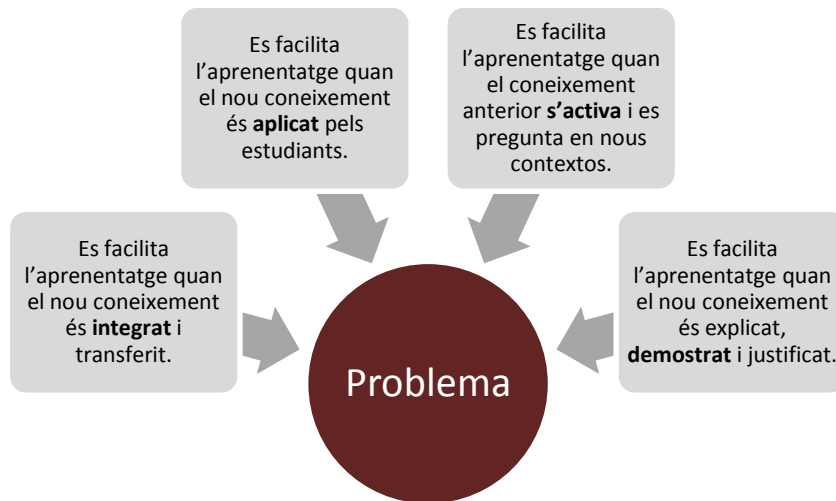 Es facilita
l'aprenentatge quan
el nou coneixement
és aplicat pels
estudiants.
Es facilita
l'aprenentatge quan
el coneixement
anterior s'activa i es
pregunta en nous
contextos.
Es facilita
l'aprenentatge quan
el nou coneixement
és integrat i
transferit.
Es facilita
l'aprenentatge quan
el nou coneixement
és explicat,
demostrat i justificat.
Problema